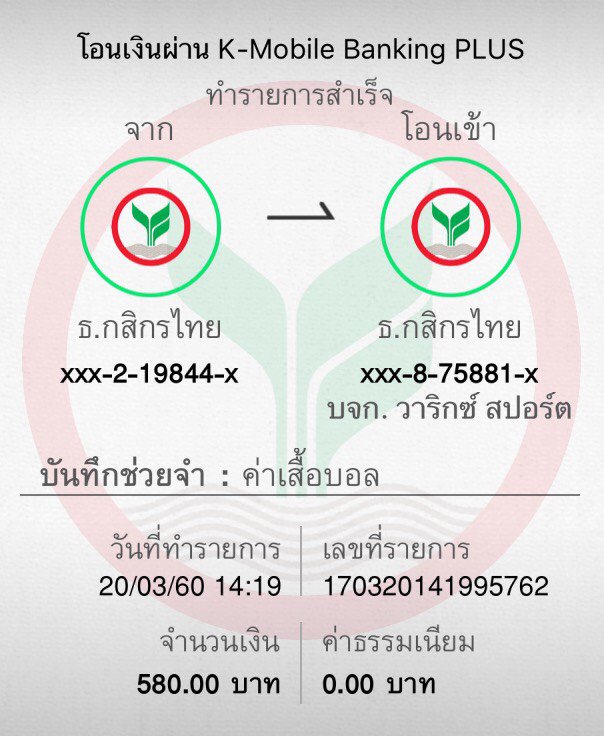 โอนเงินผ่าน K-Mobile Banking PLUS
ทำรายการสำเร็จ
จาก
โอนเข้า
ธ.กสิกรไทย
ธ.กสิกรไทย
xxx-2-19844-x
xxx-8-75881-x
บจก. วาริกซ์ สปอร์ต
บันทึกช่วยจำ : ค่าเสื้อบอล
วันที่ทำรายการ
เลขที่รายการ
20/03/60 14:19
170320141995762
จำนวนเงิน
ค่าธรรมเนียม
580.00 บาท
0.00 บาท